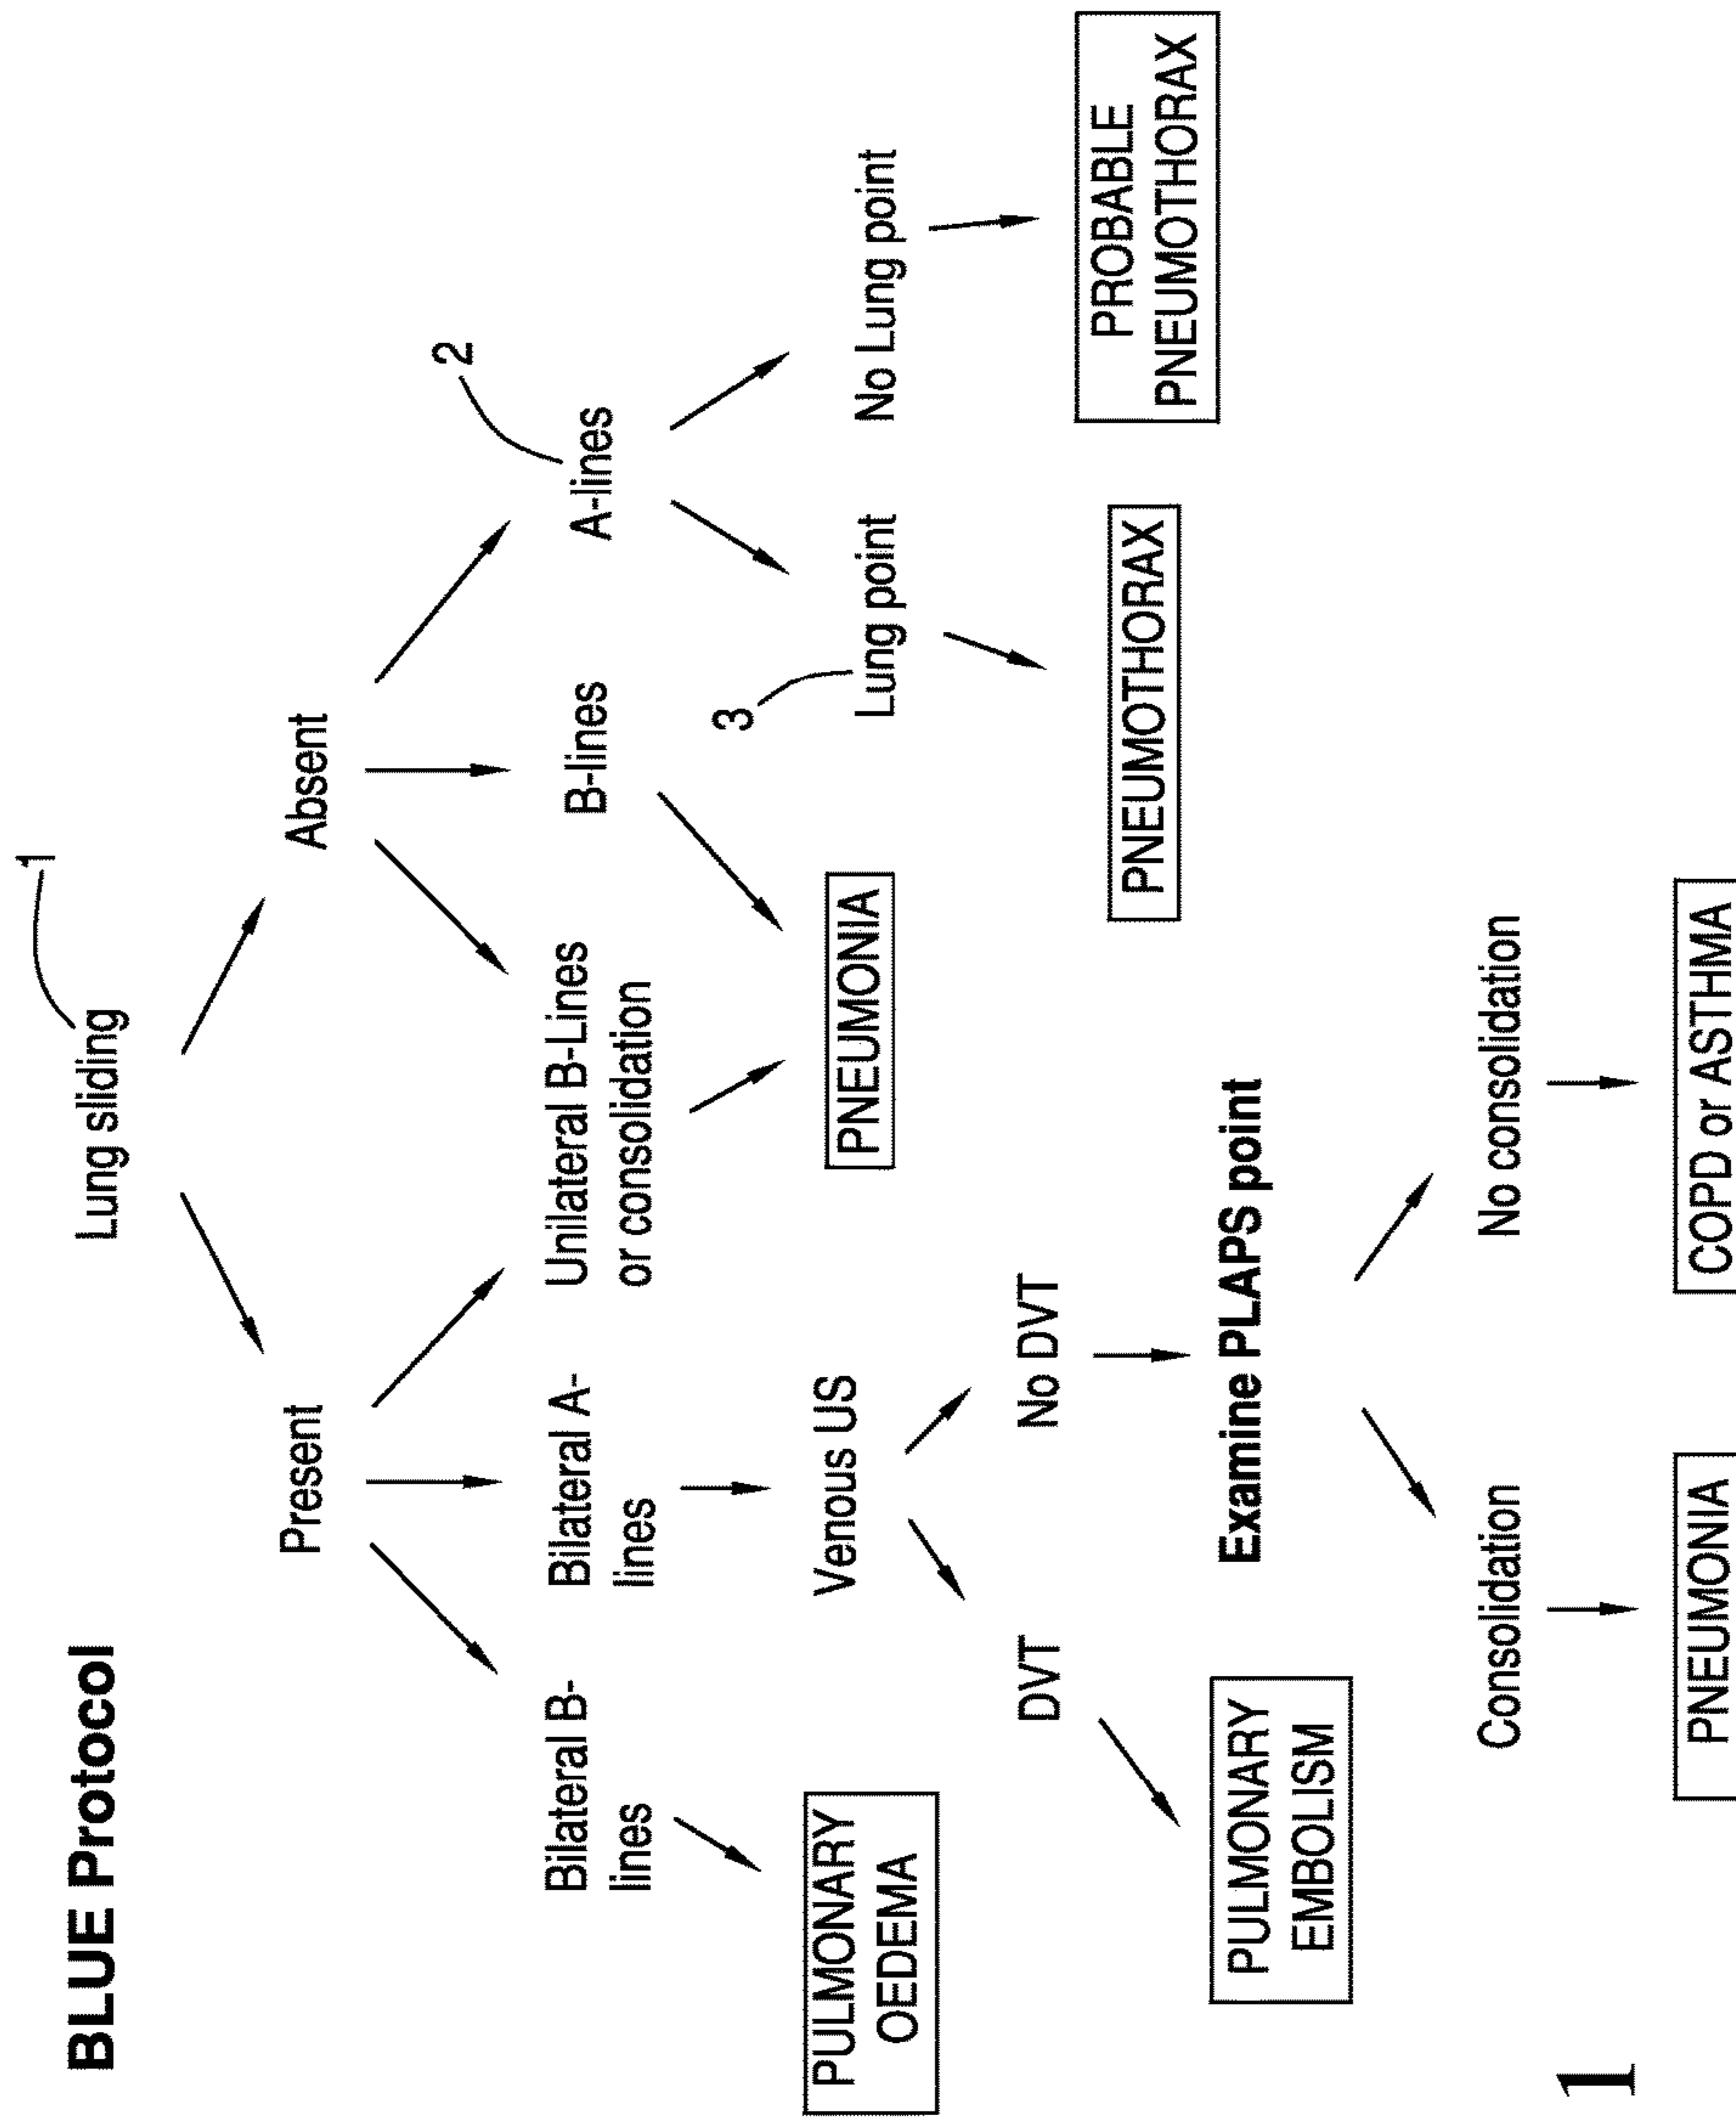 BLUE Protocol
1
Lung sliding
Present
Absent
2
Bilateral B-
lines
Bilateral A-
lines
Unilateral B-Lines
or consolidation
B-lines
A-lines
3
PULMONARY
OEDEMA
Venous US
PNEUMONIA
Lung point
No Lung point
DVT
No DVT
PULMONARY
EMBOLISM
Examine PLAPS point
PNEUMOTHORAX
PROBABLE
PNEUMOTHORAX
Consolidation
No consolidation
PNEUMONIA
COPD or ASTHMA
1